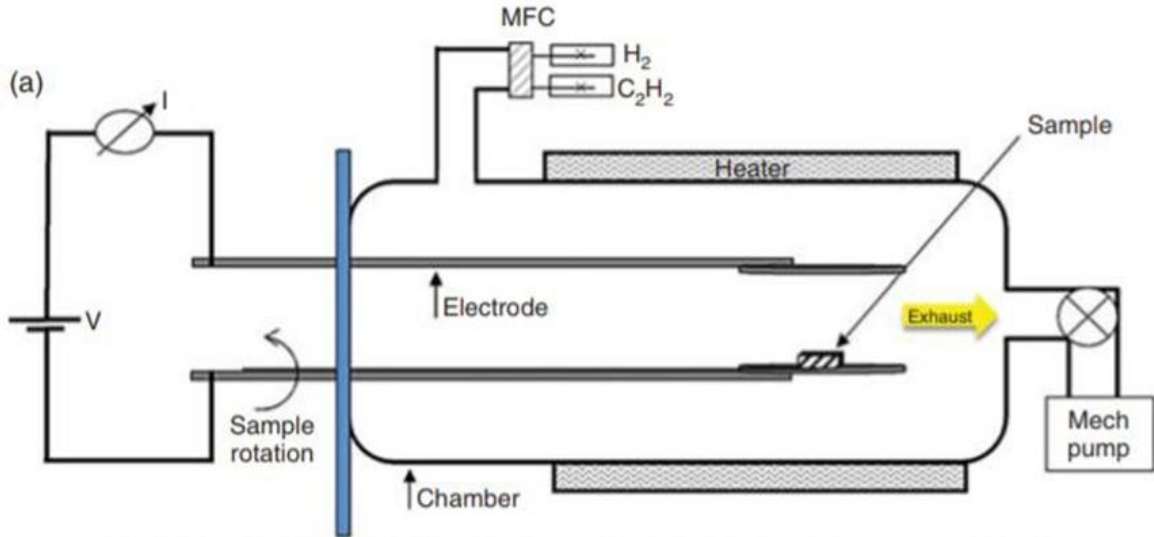 MFC
H₂
C₂H₂
(a)
I
Sample
Heater
Electrode
V
Exhaust
Sample
rotation
Mech
pump
Chamber